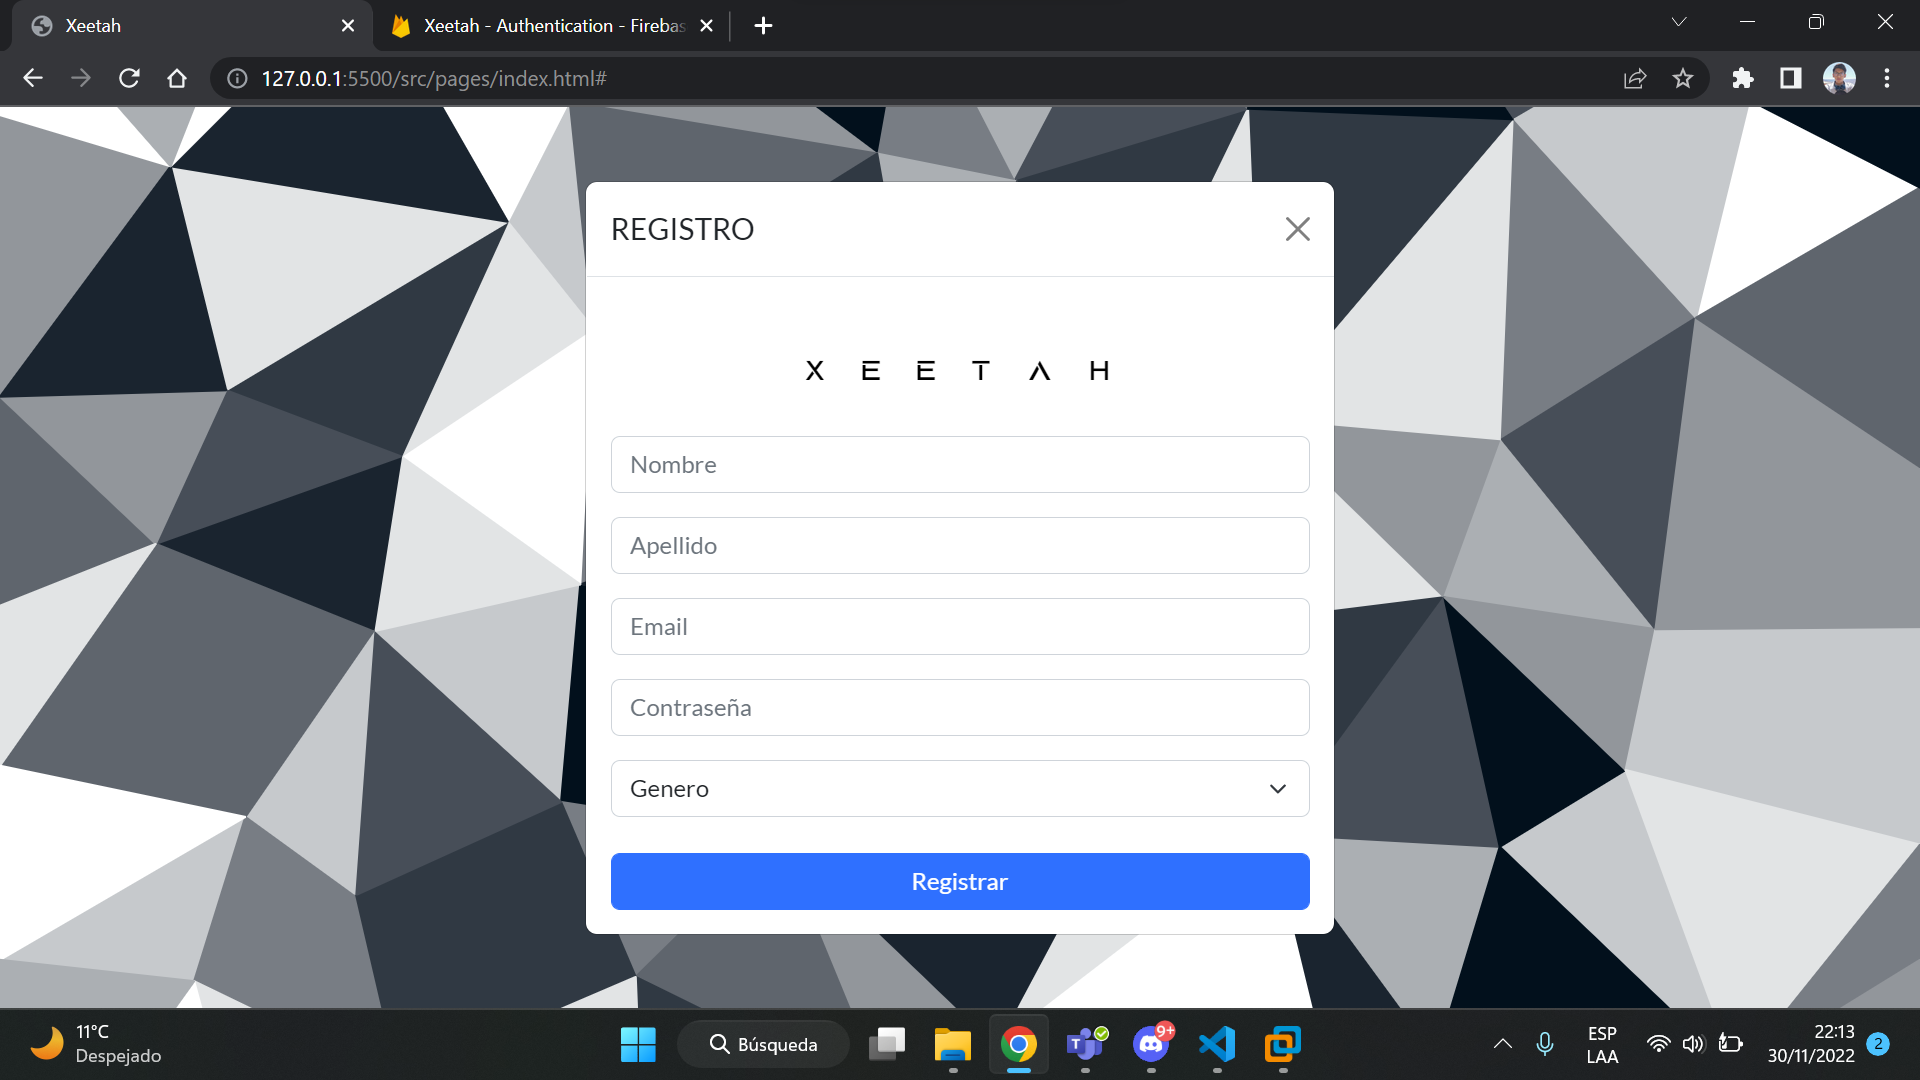 Xeetah
Xeetah - Authentication - Firebas
127.0.0.1:5500/src/pages/index.html#
REGISTRO
XEETAH
Nombre
Apellido
Email
Contraseña
Genero
Registrar
11°C
Despejado
Búsqueda
T
9+
ESP
LAA
22:13
30/11/2022
2